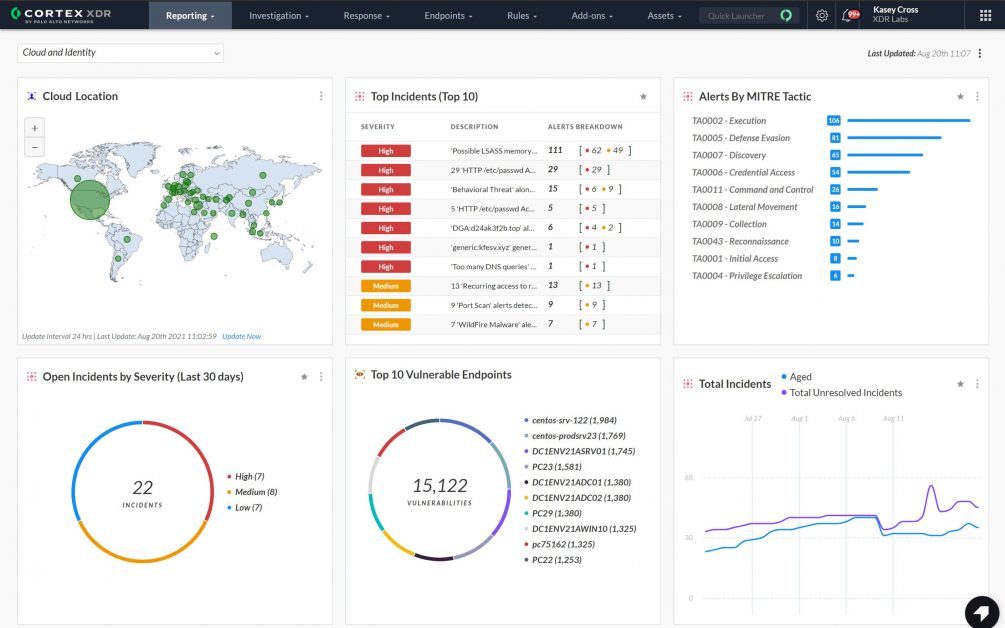 CORTEX XDR
BY PALO ALTO NETWORKS
Reporting
Investigation
Response
Endpoints
Rules
Add-ons
Assets
Quick Launcher
99+
Kasey Cross
XDR Labs
Cloud and Identity
Last Updated: Aug 20th 11:07
Cloud Location
+
−
Update Interval 24 hrs | Last Update: Aug 20th 2021 11:02:59 Update Now
Top Incidents (Top 10)
SEVERITY DESCRIPTION ALERTS BREAKDOWN
High 'Possible LSASS memory... 111 [ • 62 • 49 ]
High 29 'HTTP /etc/passwd A... 29 [ • 29 ]
High 'Behavioral Threat' alon... 15 [ • 6 • 9 ]
High 5 'HTTP /etc/passwd Ac... 5 [ • 5 ]
High 'DGA:d24ak3f2b.top' al... 6 [ • 4 • 2 ]
High 'generic:kfesv.xyz' gener... 1 [ • 1 ]
High 'Too many DNS queries' ... 1 [ • 1 ]
Medium 13 'Recurring access to r... 13 [ • 13 ]
Medium 9 'Port Scan' alerts detec... 9 [ • 9 ]
Medium 7 'WildFire Malware' ale... 7 [ • 7 ]
Alerts By MITRE Tactic
TA0002 - Execution 106
TA0005 - Defense Evasion 81
TA0007 - Discovery 65
TA0006 - Credential Access 54
TA0011 - Command and Control 26
TA0008 - Lateral Movement 16
TA0009 - Collection 14
TA0043 - Reconnaissance 10
TA0001 - Initial Access 8
TA0004 - Privilege Escalation 6
Open Incidents by Severity (Last 30 days)
22
INCIDENTS
High (7)
Medium (8)
Low (7)
Top 10 Vulnerable Endpoints
15,122
VULNERABILITIES
centos-srv-122 (1,984)
centos-prodsrv23 (1,769)
DC1ENV21ASRV01 (1,745)
PC23 (1,581)
DC1ENV21ADC01 (1,380)
DC1ENV21ADC02 (1,380)
PC29 (1,380)
DC1ENV21AWIN10 (1,325)
pc75162 (1,325)
PC22 (1,253)
Total Incidents
Aged
Total Unresolved Incidents
Jul 27 Aug 1 Aug 6 Aug 11
60
30
0